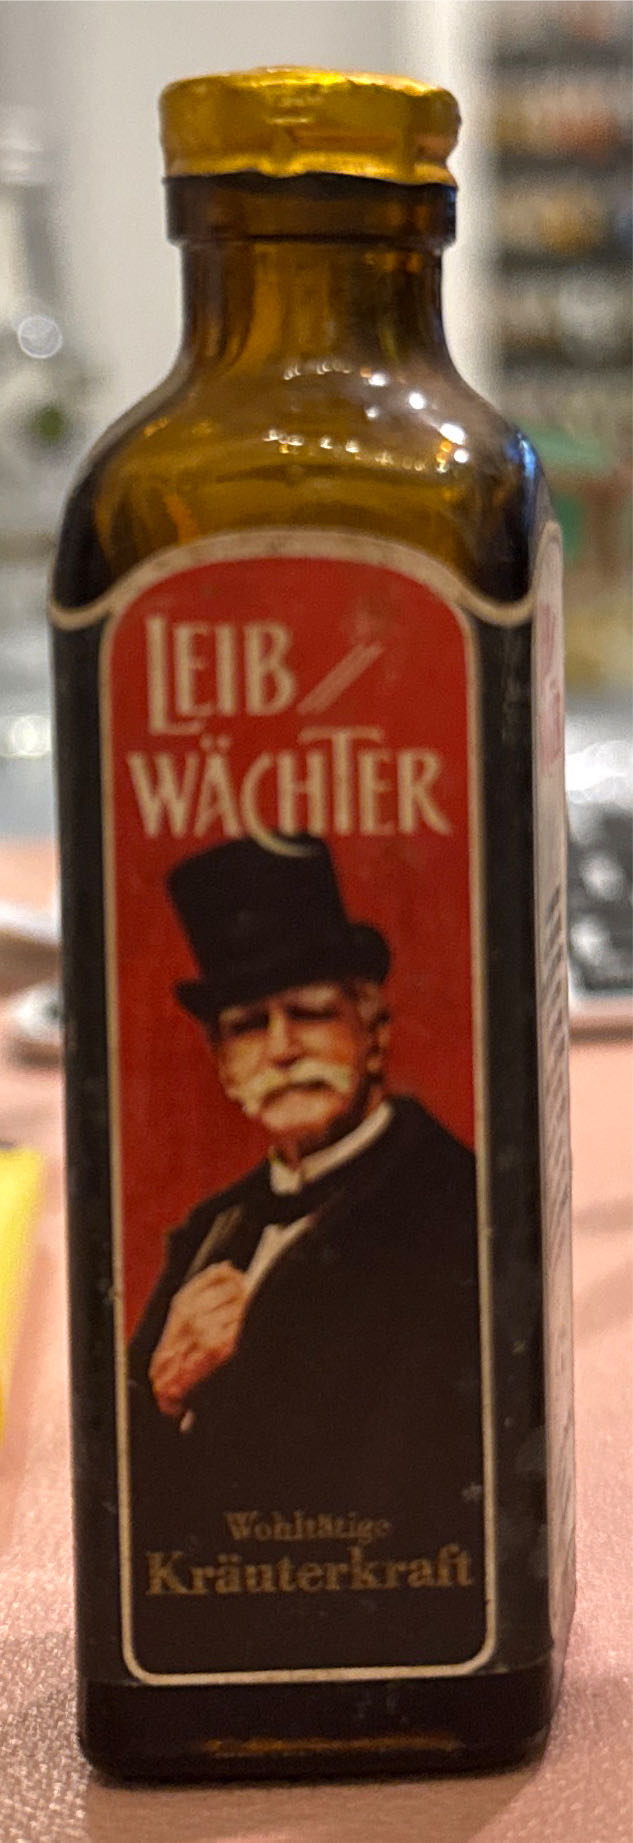 LEIB
WÄCHTER
Wohltätige
Kräuterkraft